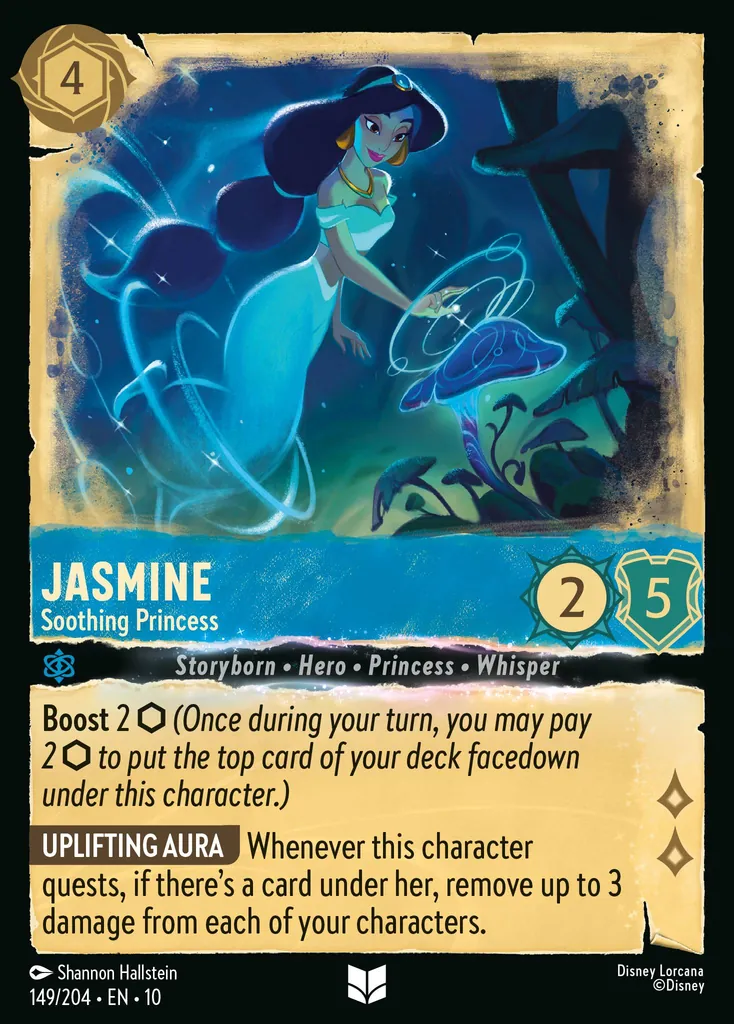 4
JASMINE
Soothing Princess
2 5
Storyborn • Hero • Princess • Whisper
Boost 2 ⬡ (Once during your turn, you may pay
2 ⬡ to put the top card of your deck facedown
under this character.)
UPLIFTING AURA Whenever this character
quests, if there's a card under her, remove up to 3
damage from each of your characters.
Shannon Hallstein
149/204 • EN • 10
Disney Lorcana
©Disney